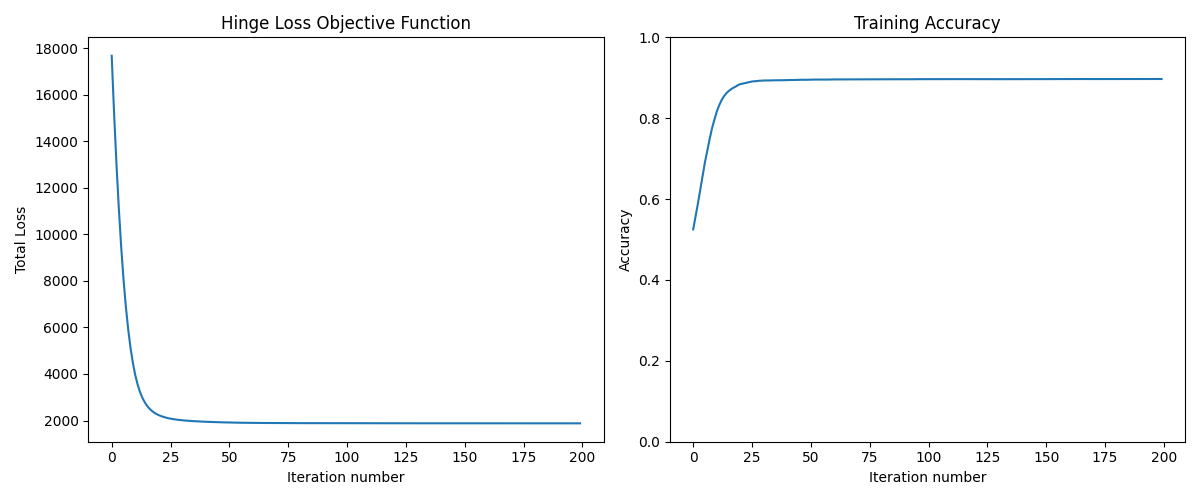 Hinge Loss Objective Function
Total Loss
18000
16000
14000
12000
10000
8000
6000
4000
2000
0 25 50 75 100 125 150 175 200
Iteration number
Training Accuracy
Accuracy
1.0
0.8
0.6
0.4
0.2
0.0
0 25 50 75 100 125 150 175 200
Iteration number